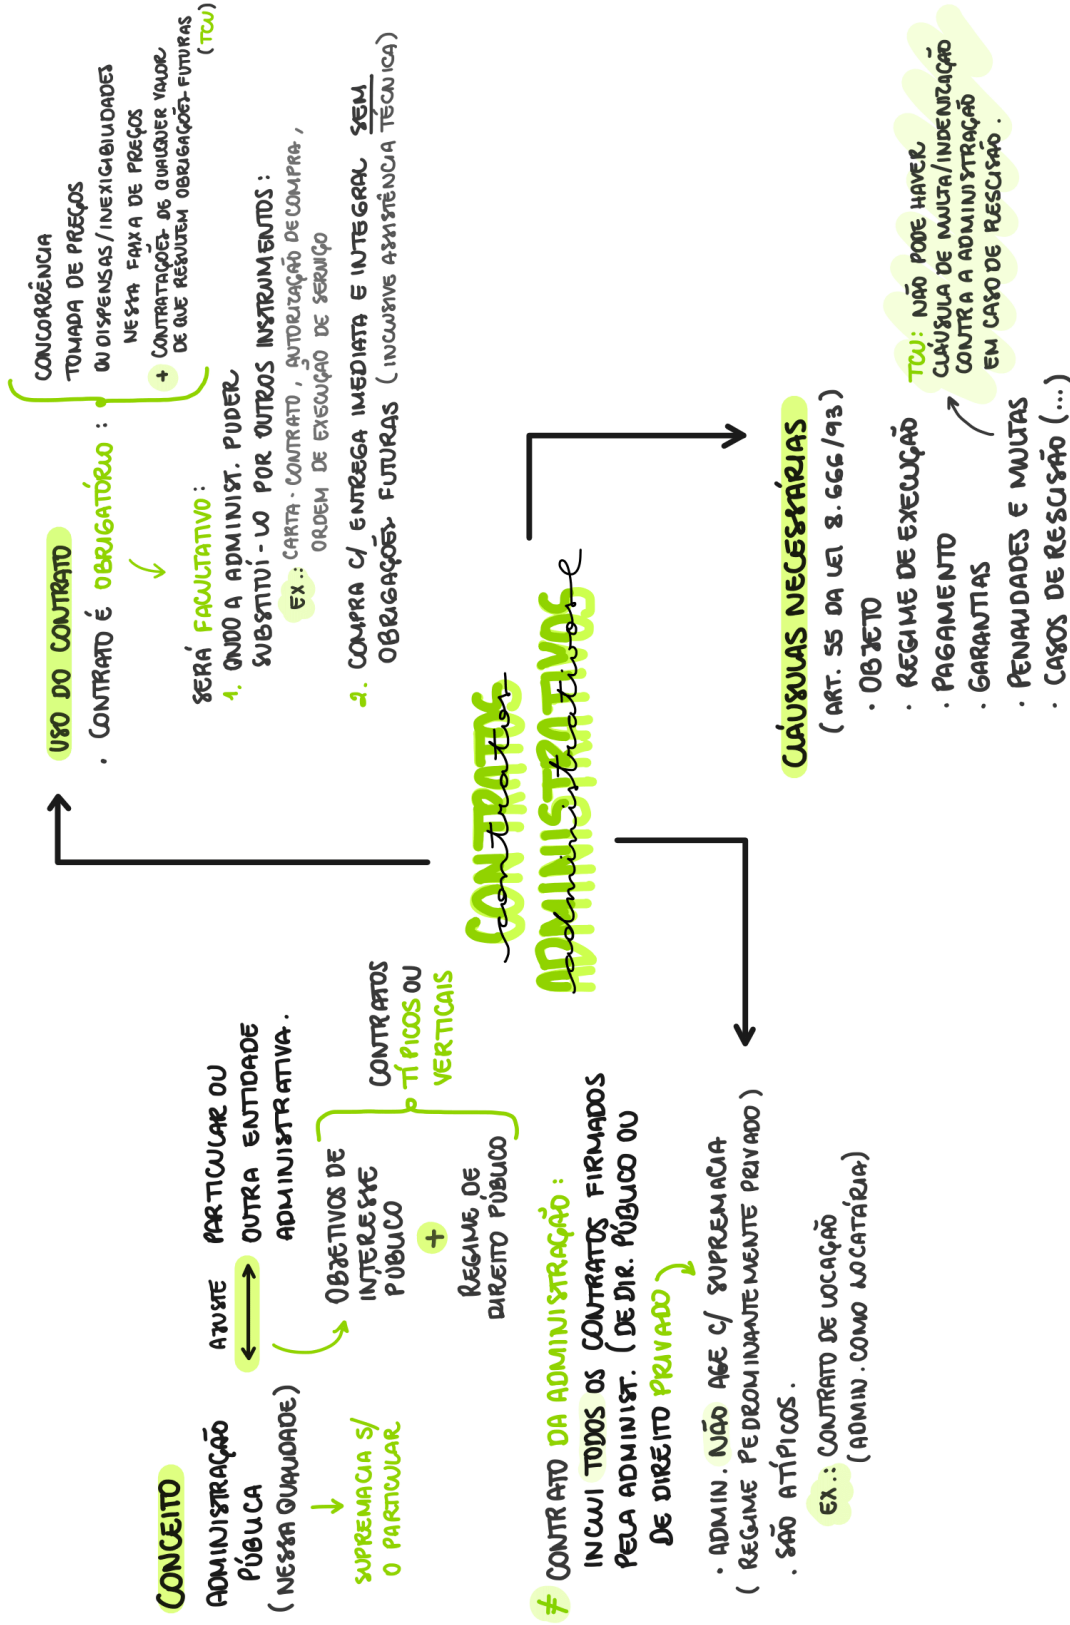 CONTRATOS
contratos
ADMINISTRATIVOS
administrativos
CONCEITO
ADMINISTRAÇÃO
PÚBLICA
(NESSA QUALIDADE)
AJUSTE
PARTICULAR OU
OUTRA ENTIDADE
ADMINISTRATIVA.
SUPREMACIA S/
O PARTICULAR
OBJETIVOS DE
INTERESSE
PÚBLICO
+
REGIME DE
DIREITO PÚBLICO
CONTRATOS
TÍPICOS OU
VERTICAIS
≠ CONTRATO DA ADMINISTRAÇÃO:
INCLUI TODOS OS CONTRATOS FIRMADOS
PELA ADMINIST. (DE DIR. PÚBLICO OU
DE DIREITO PRIVADO
· ADMIN. NÃO AGE C/ SUPREMACIA
(REGIME PEDROMINANTEMENTE PRIVADO)
· SÃO ATÍPICOS.
EX.: CONTRATO DE LOCAÇÃO
(ADMIN. COMO LOCATÁRIA)
USO DO CONTRATO
· CONTRATO É OBRIGATÓRIO:
CONCORRÊNCIA
TOMADA DE PREÇOS
OU DISPENSAS/INEXIGIBILIDADES
NESSA FAIXA DE PREÇOS
+ CONTRATAÇÕES DE QUALQUER VALOR
DE QUE RESULTEM OBRIGAÇÕES FUTURAS
(TCU)
SERÁ FACULTATIVO:
1. QNDO A ADMINIST. PUDER
SUBSTITUÍ-LO POR OUTROS INSTRUMENTOS:
EX.: CARTA-CONTRATO, AUTORIZAÇÃO DE COMPRA,
ORDEM DE EXECUÇÃO DE SERVIÇO
2. COMPRA C/ ENTREGA IMEDIATA E INTEGRAL SEM
OBRIGAÇÕES FUTURAS (INCLUSIVE ASSISTÊNCIA TÉCNICA)
CLÁUSULAS NECESSÁRIAS
(ART. 55 DA LEI 8.666/93)
· OBJETO
· REGIME DE EXECUÇÃO
· PAGAMENTO
· GARANTIAS
· PENALIDADES E MULTAS
· CASOS DE RESCISÃO (...)
TCU: NÃO PODE HAVER
CLÁUSULA DE MULTA/INDENIZAÇÃO
CONTRA A ADMINISTRAÇÃO
EM CASO DE RESCISÃO.